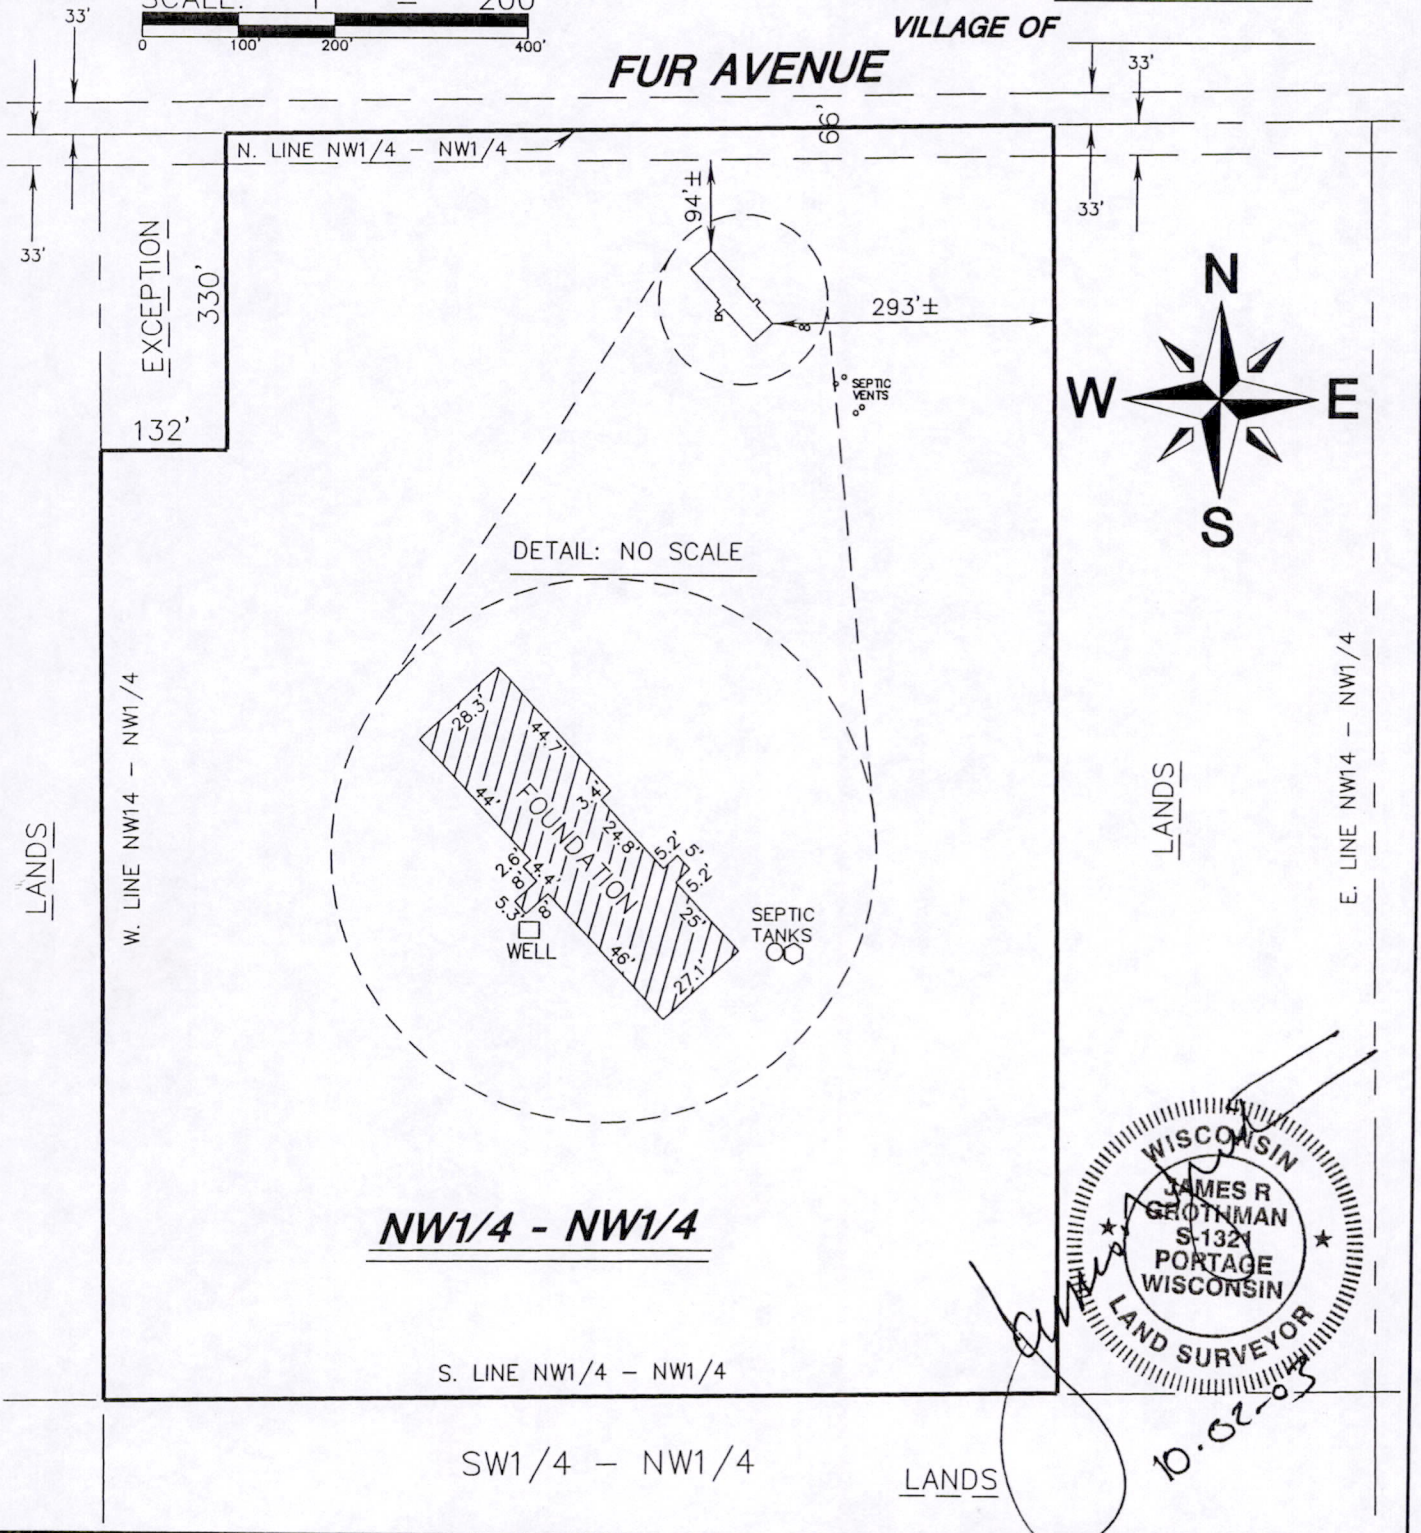 SCALE: 1" = 200'
0 100' 200' 400'
VILLAGE OF
FUR AVENUE
33'
33'
33'
33'
66'
N. LINE NW1/4 - NW1/4
94'±
EXCEPTION
330'
132'
293'±
8
SEPTIC
VENTS
N
W E
S
DETAIL: NO SCALE
28.3'
44.7'
3.4'
44'
FOUNDATION
24.8'
5.2'
5'
5.2'
2.6'
4.4'
8'
5.3'
8'
25'
46'
27.1'
WELL
SEPTIC
TANKS
LANDS
W. LINE NW14 - NW1/4
LANDS
E. LINE NW14 - NW1/4
NW1/4 - NW1/4
WISCONSIN
JAMES R
GROTHMAN
S-1321
PORTAGE
WISCONSIN
LAND SURVEYOR
10-02-03
S. LINE NW1/4 - NW1/4
SW1/4 - NW1/4
LANDS